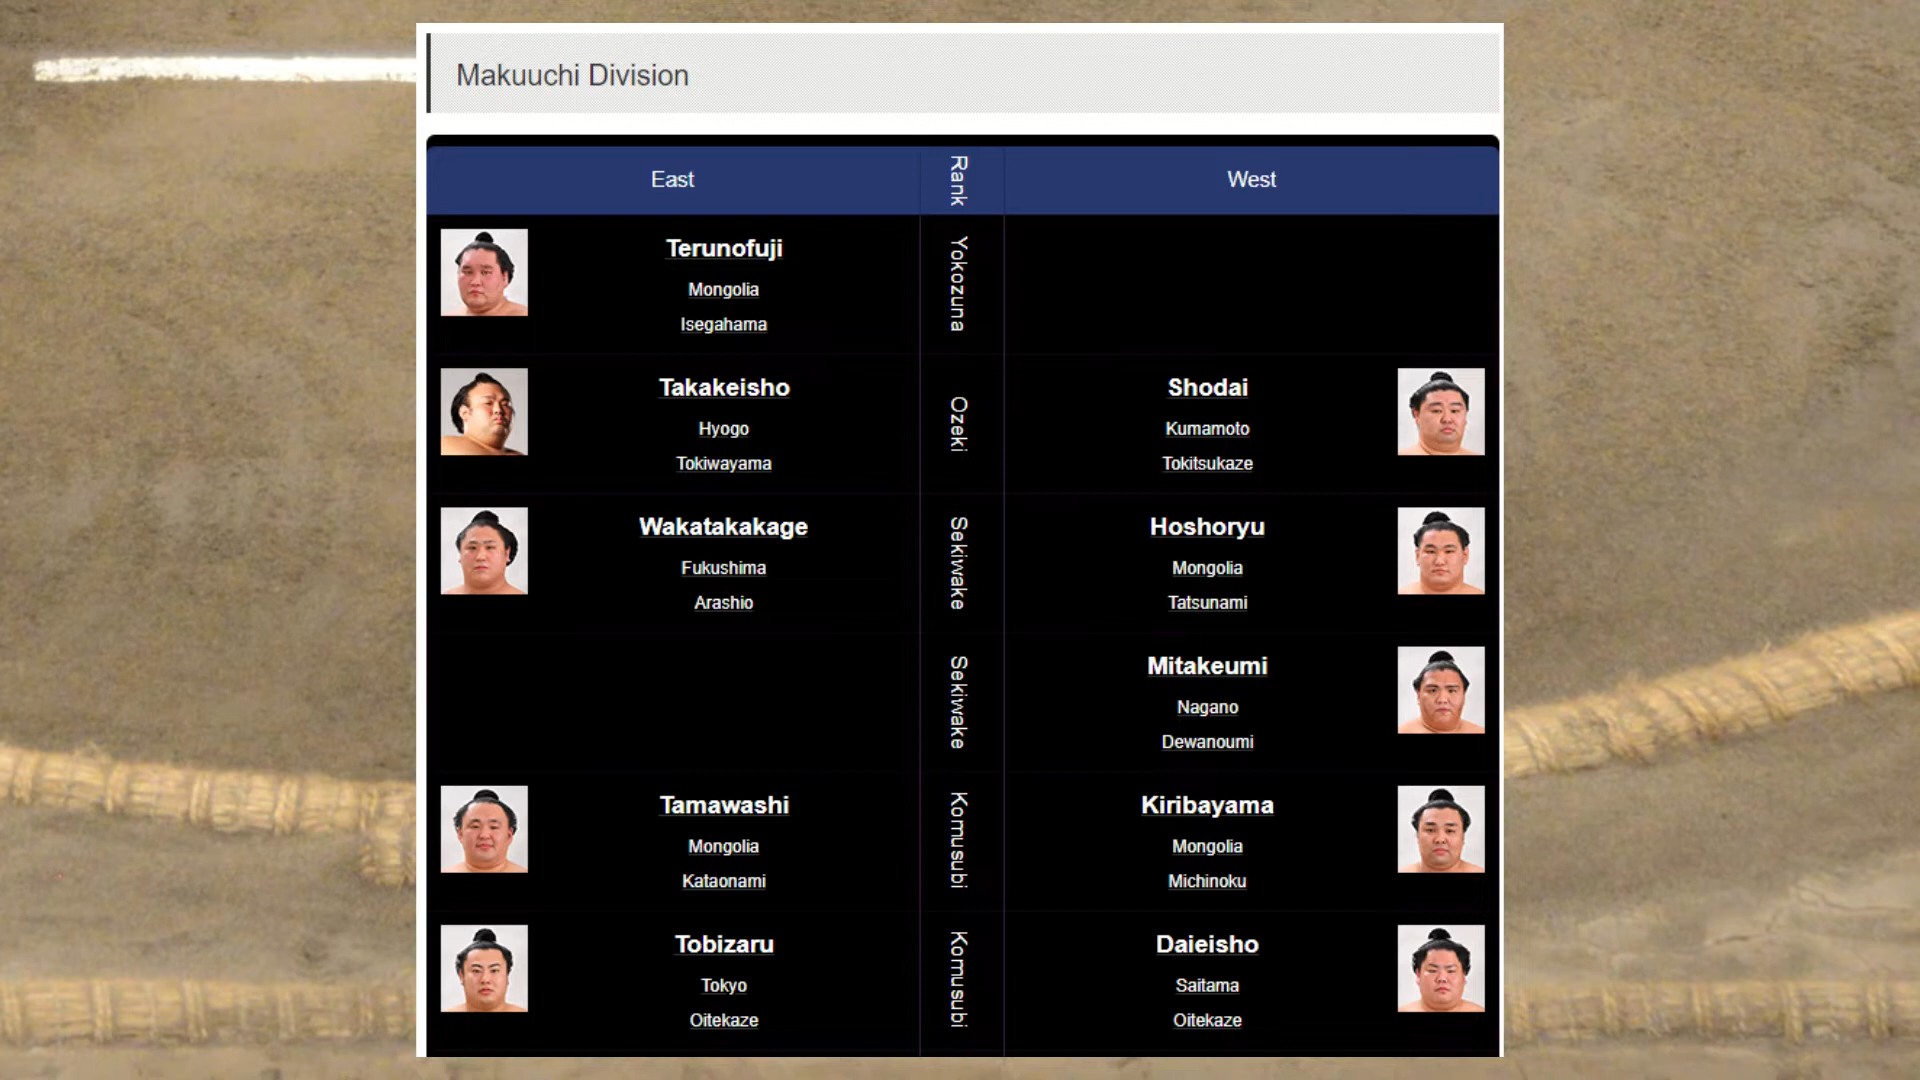 Makuuchi Division
East
Rank
West
Terunofuji
Mongolia
Isegahama
Yokozuna
Takakeisho
Hyogo
Tokiwayama
Ozeki
Shodai
Kumamoto
Tokitsukaze
Wakatakakage
Fukushima
Arashio
Sekiwake
Hoshoryu
Mongolia
Tatsunami
Sekiwake
Mitakeumi
Nagano
Dewanoumi
Tamawashi
Mongolia
Kataonami
Komusubi
Kiribayama
Mongolia
Michinoku
Tobizaru
Tokyo
Oitekaze
Komusubi
Daieisho
Saitama
Oitekaze